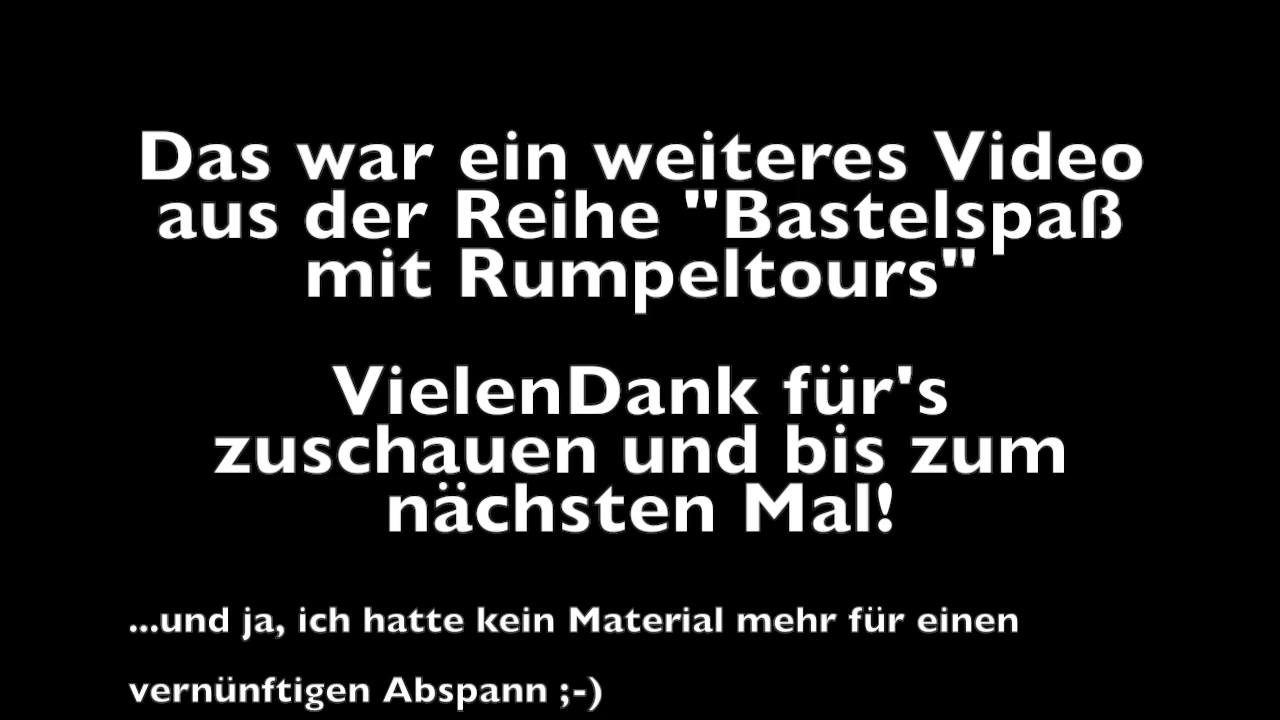 Das war ein weiteres Video
aus der Reihe "Bastelspaß
mit Rumpeltours"
VielenDank für's
zuschauen und bis zum
nächsten Mal!
...und ja, ich hatte kein Material mehr für einen
vernünftigen Abspann ;-)